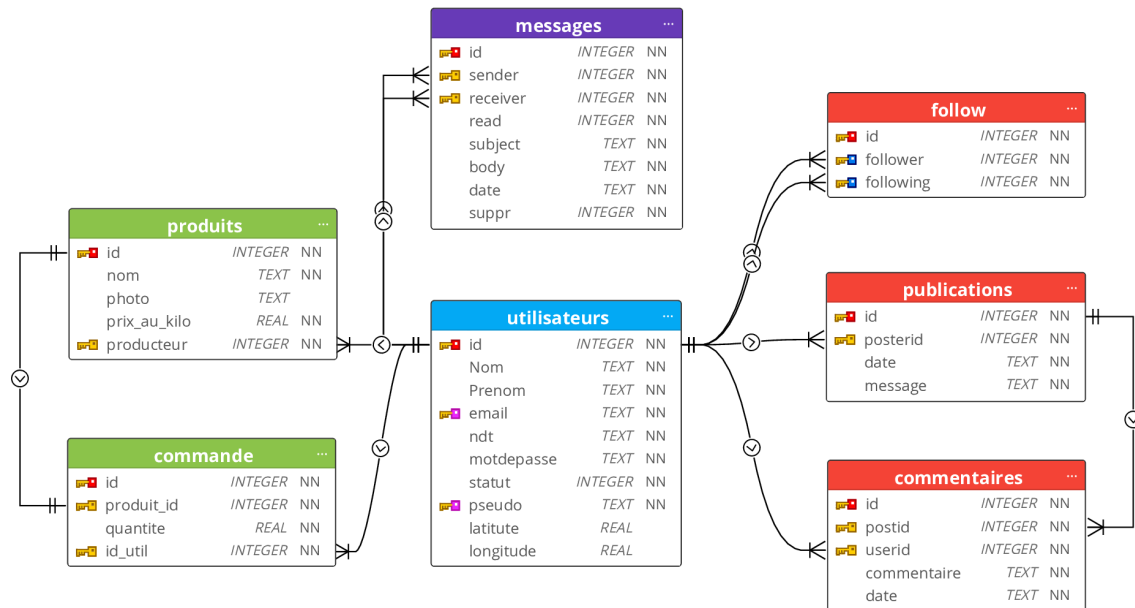 messages ...
id INTEGER NN
sender INTEGER NN
receiver INTEGER NN
read INTEGER NN
subject TEXT NN
body TEXT NN
date TEXT NN
suppr INTEGER NN
follow ...
id INTEGER NN
follower INTEGER NN
following INTEGER NN
produits ...
id INTEGER NN
nom TEXT NN
photo TEXT
prix_au_kilo REAL NN
producteur INTEGER NN
utilisateurs ...
id INTEGER NN
Nom TEXT NN
Prenom TEXT NN
email TEXT NN
ndt TEXT NN
motdepasse TEXT NN
statut INTEGER NN
pseudo TEXT NN
latitute REAL
longitude REAL
publications ...
id INTEGER NN
posterid INTEGER NN
date TEXT NN
message TEXT NN
commande ...
id INTEGER NN
produit_id INTEGER NN
quantite REAL NN
id_util INTEGER NN
commentaires ...
id INTEGER NN
postid INTEGER NN
userid INTEGER NN
commentaire TEXT NN
date TEXT NN